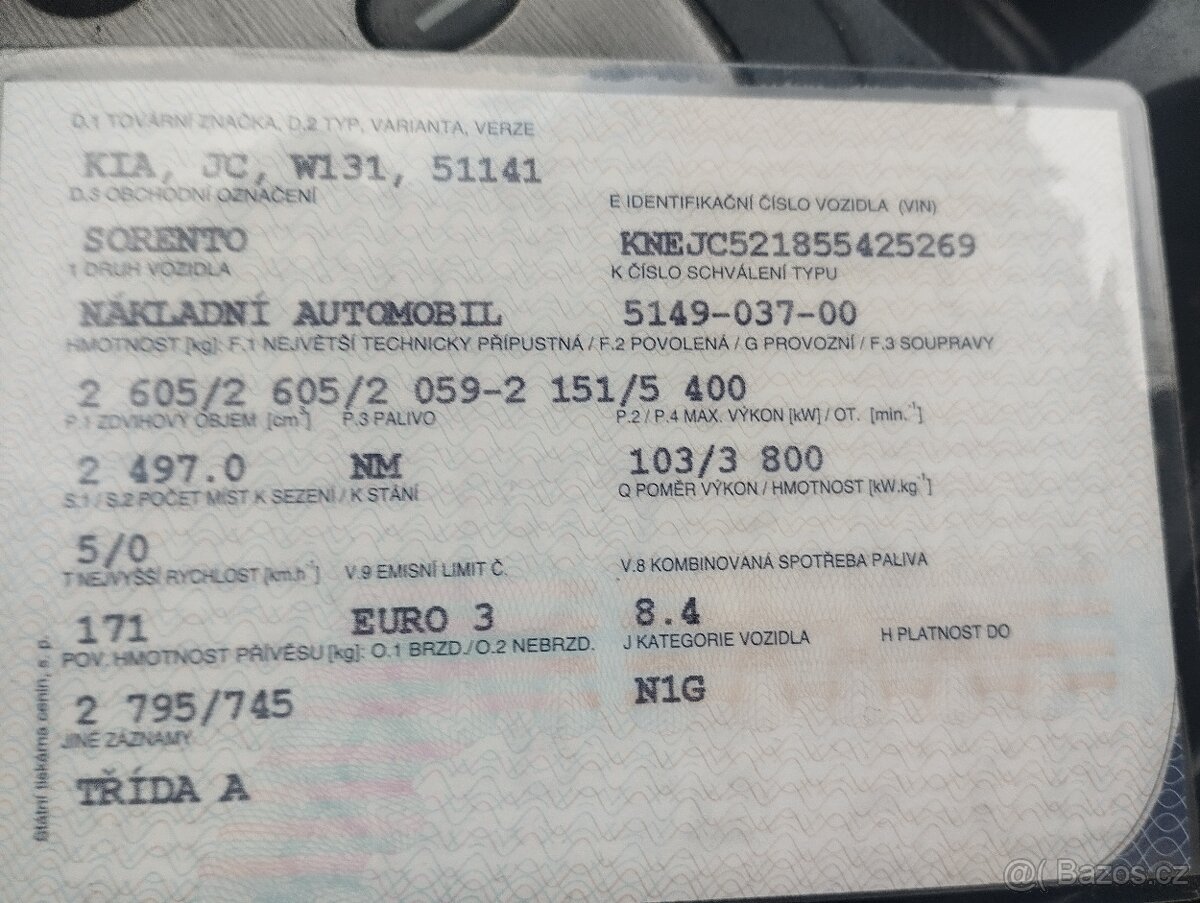 D.1 TOVÁRNÍ ZNAČKA, D.2 TYP, VARIANTA, VERZE
KIA, JC, W131, 51141
D.3 OBCHODNÍ OZNAČENÍ
E IDENTIFIKAČNÍ ČÍSLO VOZIDLA (VIN)
SORENTO
KNEJC521855425269
1 DRUH VOZIDLA
K ČÍSLO SCHVÁLENÍ TYPU
NÁKLADNÍ AUTOMOBIL
5149-037-00
HMOTNOST [kg]: F.1 NEJVĚTŠÍ TECHNICKY PŘÍPUSTNÁ / F.2 POVOLENÁ / G PROVOZNÍ / F.3 SOUPRAVY
2 605/2 605/2 059-2 151/5 400
P.1 ZDVIHOVÝ OBJEM [cm³] P.3 PALIVO
P.2 / P.4 MAX. VÝKON [kW] / OT. [min.⁻¹]
2 497.0 NM
103/3 800
S.1 / S.2 POČET MÍST K SEZENÍ / K STÁNÍ
Q POMĚR VÝKON / HMOTNOST [kW.kg⁻¹]
5/0
T NEJVYŠŠÍ RYCHLOST [km.h⁻¹] V.9 EMISNÍ LIMIT Č.
V.8 KOMBINOVANÁ SPOTŘEBA PALIVA
171 EURO 3
8.4
POV. HMOTNOST PŘÍVĚSU [kg]: O.1 BRZD./O.2 NEBRZD.
J KATEGORIE VOZIDLA H PLATNOST DO
2 795/745
N1G
JINÉ ZÁZNAMY
TŘÍDA A
Státní tiskárna cenin, s. p.
@( Bazos.cz